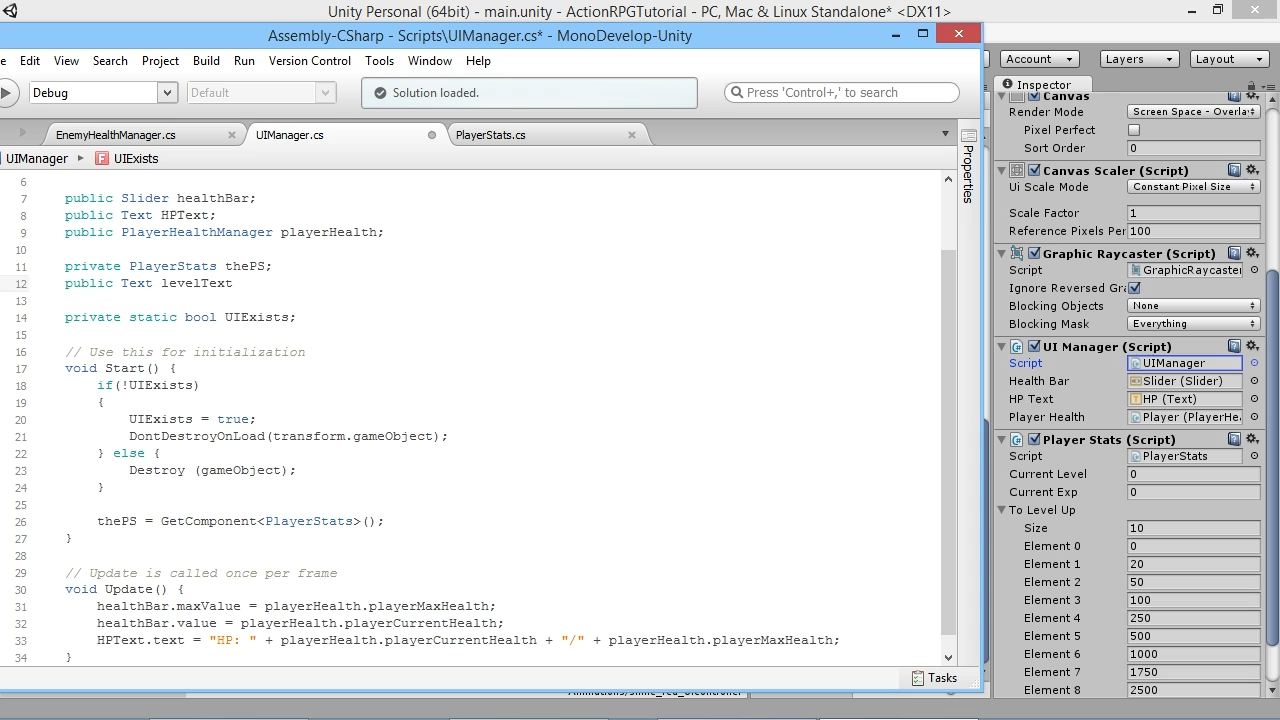 Unity Personal (64bit) - main.unity - ActionRPGTutorial - PC, Mac & Linux Standalone* <DX11>
Assembly-CSharp - Scripts\UIManager.cs* - MonoDevelop-Unity
e Edit View Search Project Build Run Version Control Tools Window Help
Debug Default Solution loaded. Press 'Control+,' to search
EnemyHealthManager.cs UIManager.cs PlayerStats.cs
UIManager UIExists
Properties
6
7 public Slider healthBar;
8 public Text HPText;
9 public PlayerHealthManager playerHealth;
10
11 private PlayerStats thePS;
12 public Text levelText
13
14 private static bool UIExists;
15
16 // Use this for initialization
17 void Start() {
18 if(!UIExists)
19 {
20 UIExists = true;
21 DontDestroyOnLoad(transform.gameObject);
22 } else {
23 Destroy (gameObject);
24 }
25
26 thePS = GetComponent<PlayerStats>();
27 }
28
29 // Update is called once per frame
30 void Update() {
31 healthBar.maxValue = playerHealth.playerMaxHealth;
32 healthBar.value = playerHealth.playerCurrentHealth;
33 HPText.text = "HP: " + playerHealth.playerCurrentHealth + "/" + playerHealth.playerMaxHealth;
34 }
Tasks
Account Layers Layout
Inspector
Canvas
Render Mode Screen Space - Overla
Pixel Perfect
Sort Order 0
Canvas Scaler (Script)
Ui Scale Mode Constant Pixel Size
Scale Factor 1
Reference Pixels Per 100
Graphic Raycaster (Script)
Script GraphicRaycaster
Ignore Reversed Gra
Blocking Objects None
Blocking Mask Everything
UI Manager (Script)
Script UIManager
Health Bar Slider (Slider)
HP Text HP (Text)
Player Health Player (PlayerHe
Player Stats (Script)
Script PlayerStats
Current Level 0
Current Exp 0
To Level Up
Size 10
Element 0 0
Element 1 20
Element 2 50
Element 3 100
Element 4 250
Element 5 500
Element 6 1000
Element 7 1750
Element 8 2500